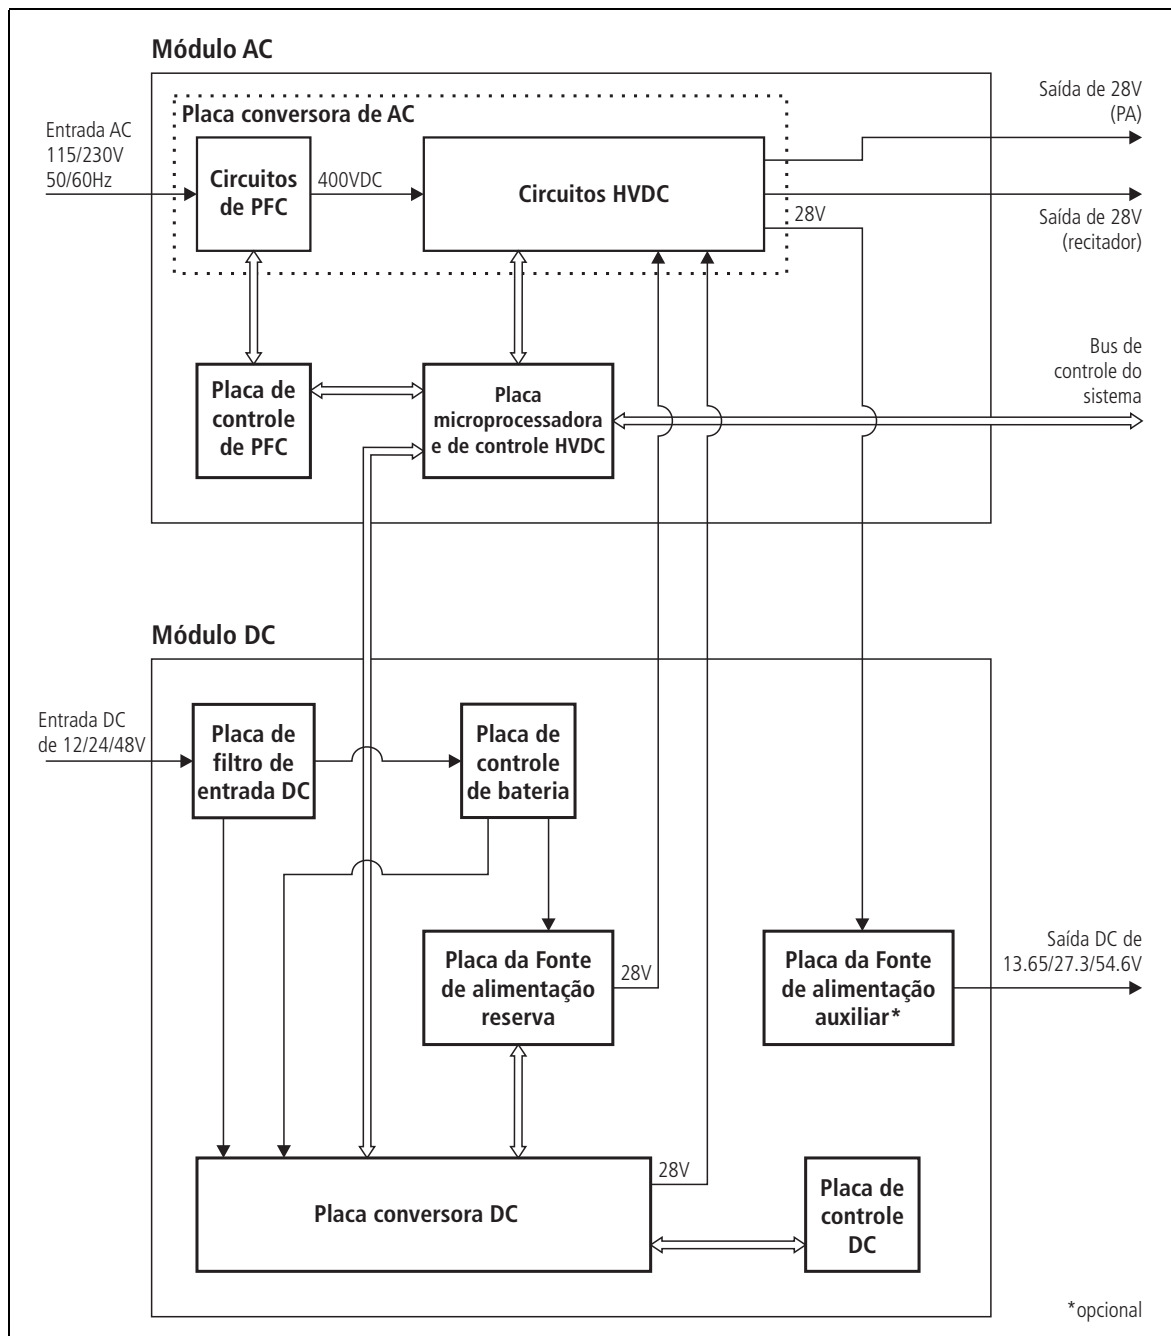 Módulo AC
Placa conversora de AC
Entrada AC
115/230V
50/60Hz
Circuitos
de PFC
400VDC
Circuitos HVDC
28V
Saída de 28V
(PA)
Saída de 28V
(recitador)
Placa de
controle
de PFC
Placa
microprocessadora
e de controle HVDC
Bus de
controle do
sistema
Módulo DC
Entrada DC
de 12/24/48V
Placa de
filtro de
entrada DC
Placa de
controle
de bateria
Placa da Fonte
de alimentação
reserva
28V
Placa da Fonte
de alimentação
auxiliar*
Saída DC de
13.65/27.3/54.6V
Placa conversora DC
28V
Placa de
controle
DC
*opcional